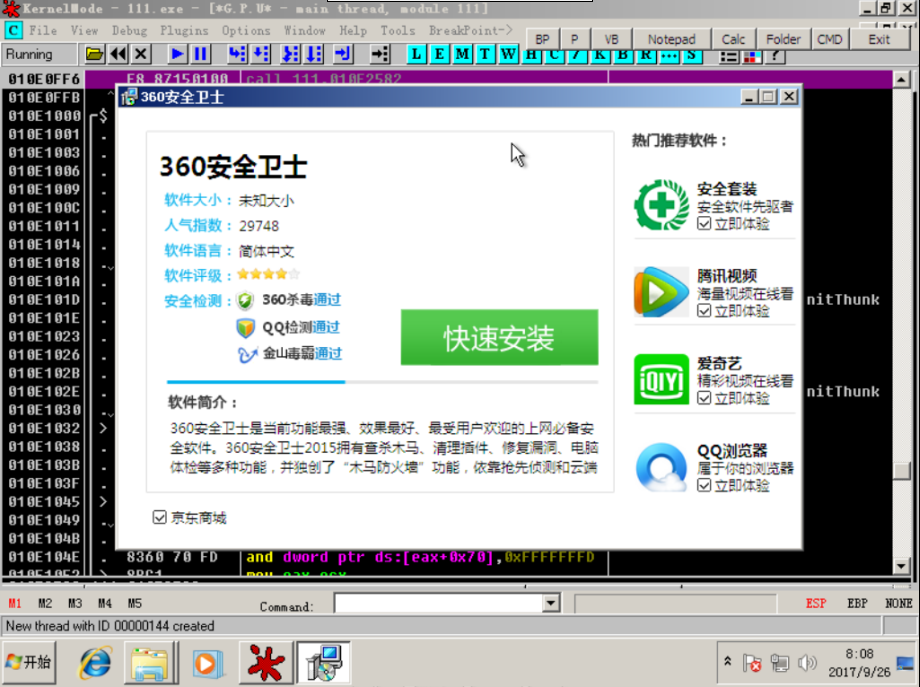 KernelMode - 111.exe - [*G.P.U* - main thread, module 111]
C File View Debug Plugins Options Window Help Tools BreakPoint->
BP P VB Notepad Calc Folder CMD Exit
Running
L E M T W H C / K B R ... S ?
010E0FF6 E8 87150100 call 111.010E2582
010E0FFB
010E1000 $
010E1001
010E1003
010E1006
010E1009
010E100C
010E1011
010E1014
010E1018
010E101A
010E101D nitThunk
010E101E
010E1023
010E1026
010E102B
010E102E nitThunk
010E1030
010E1032 >
010E1038
010E103B
010E103F
010E1045 >
010E1049
010E104B
010E104E 8360 70 FD and dword ptr ds:[eax+0x70],0xFFFFFFFD
360安全卫士
360安全卫士
软件大小： 未知大小
人气指数： 29748
软件语言： 简体中文
软件评级：
安全检测： 360杀毒通过
QQ检测通过
金山毒霸通过
快速安装
软件简介：
360安全卫士是当前功能最强、效果最好、最受用户欢迎的上网必备安
全软件。360安全卫士2015拥有查杀木马、清理插件、修复漏洞、电脑
体检等多种功能，并独创了“木马防火墙”功能，依靠抢先侦测和云端
京东商城
热门推荐软件：
安全套装
安全软件先驱者
立即体验
腾讯视频
海量视频在线看
立即体验
iQIYI
爱奇艺
精彩视频在线看
立即体验
QQ浏览器
属于你的浏览器
立即体验
M1 M2 M3 M4 M5 Command: ESP EBP NONE
New thread with ID 00000144 created
开始
8:08
2017/9/26